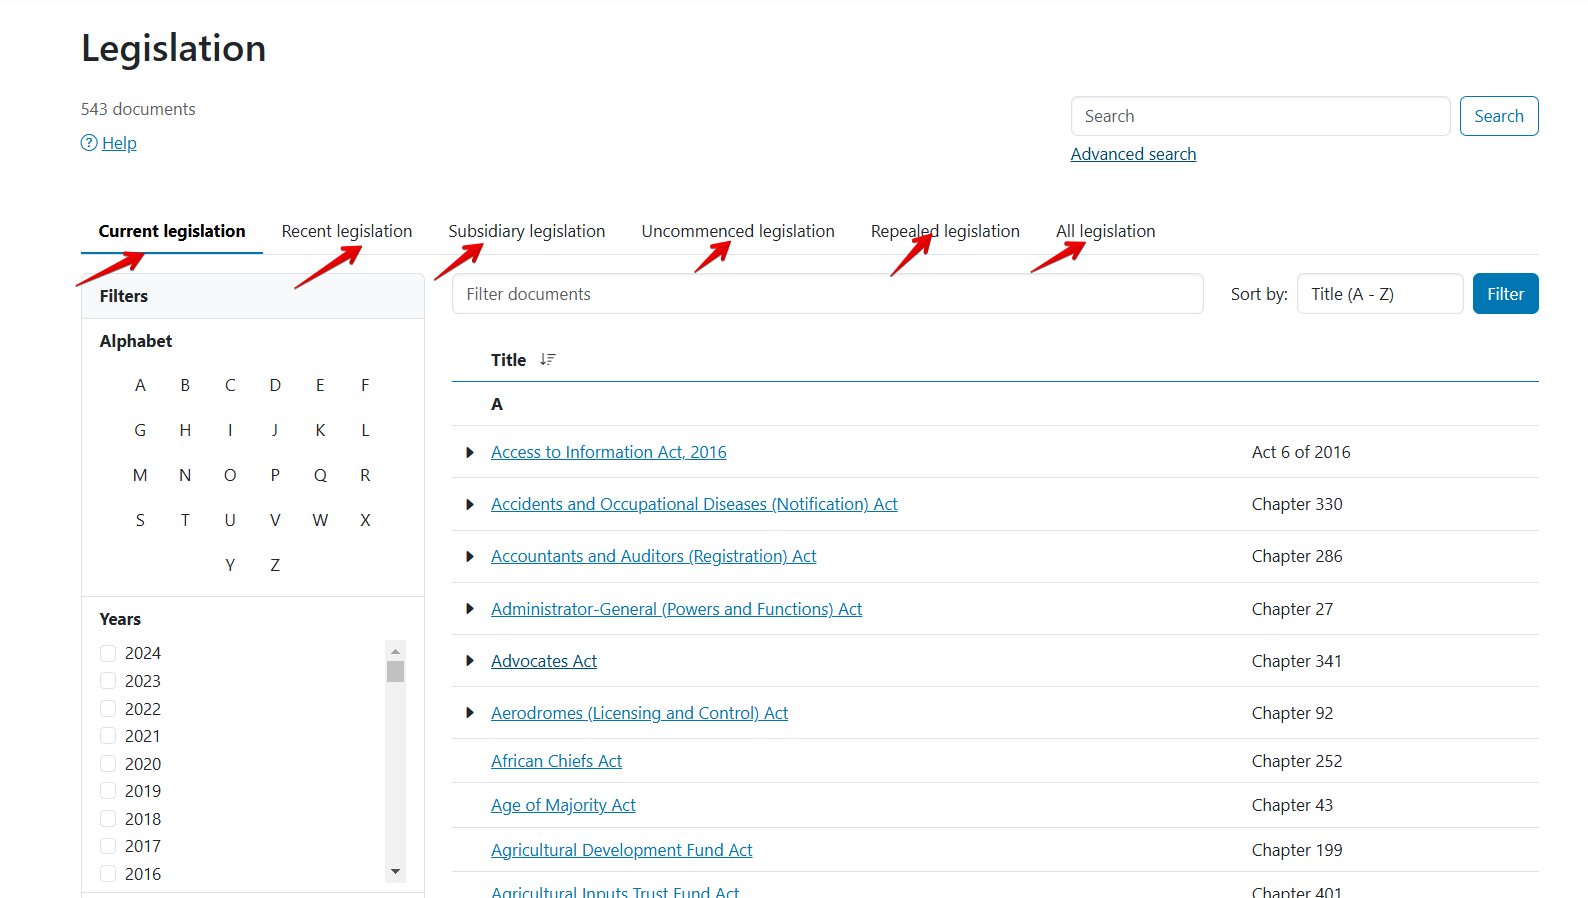 Legislation
543 documents
Help
Search
Search
Advanced search
Current legislation
Recent legislation
Subsidiary legislation
Uncommenced legislation
Repealed legislation
All legislation
Filters
Alphabet
A B C D E F
G H I J K L
M N O P Q R
S T U V W X
Y Z
Years
2024
2023
2022
2021
2020
2019
2018
2017
2016
Filter documents
Sort by:
Title (A - Z)
Filter
Title
A
Access to Information Act, 2016 Act 6 of 2016
Accidents and Occupational Diseases (Notification) Act Chapter 330
Accountants and Auditors (Registration) Act Chapter 286
Administrator-General (Powers and Functions) Act Chapter 27
Advocates Act Chapter 341
Aerodromes (Licensing and Control) Act Chapter 92
African Chiefs Act Chapter 252
Age of Majority Act Chapter 43
Agricultural Development Fund Act Chapter 199
Agricultural Inputs Trust Fund Act Chapter 401